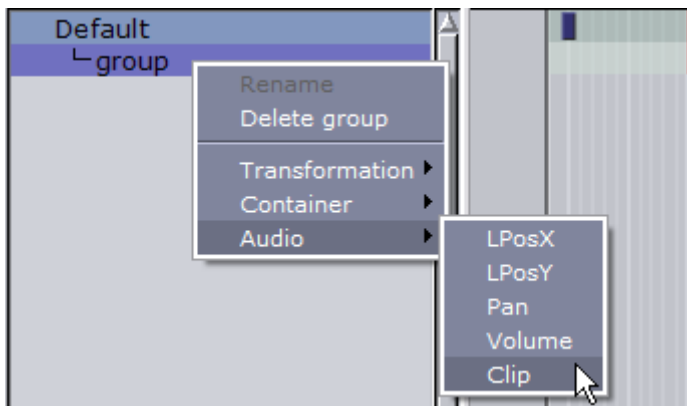 Default
group
Rename
Delete group
Transformation
Container
Audio
LPosX
LPosY
Pan
Volume
Clip